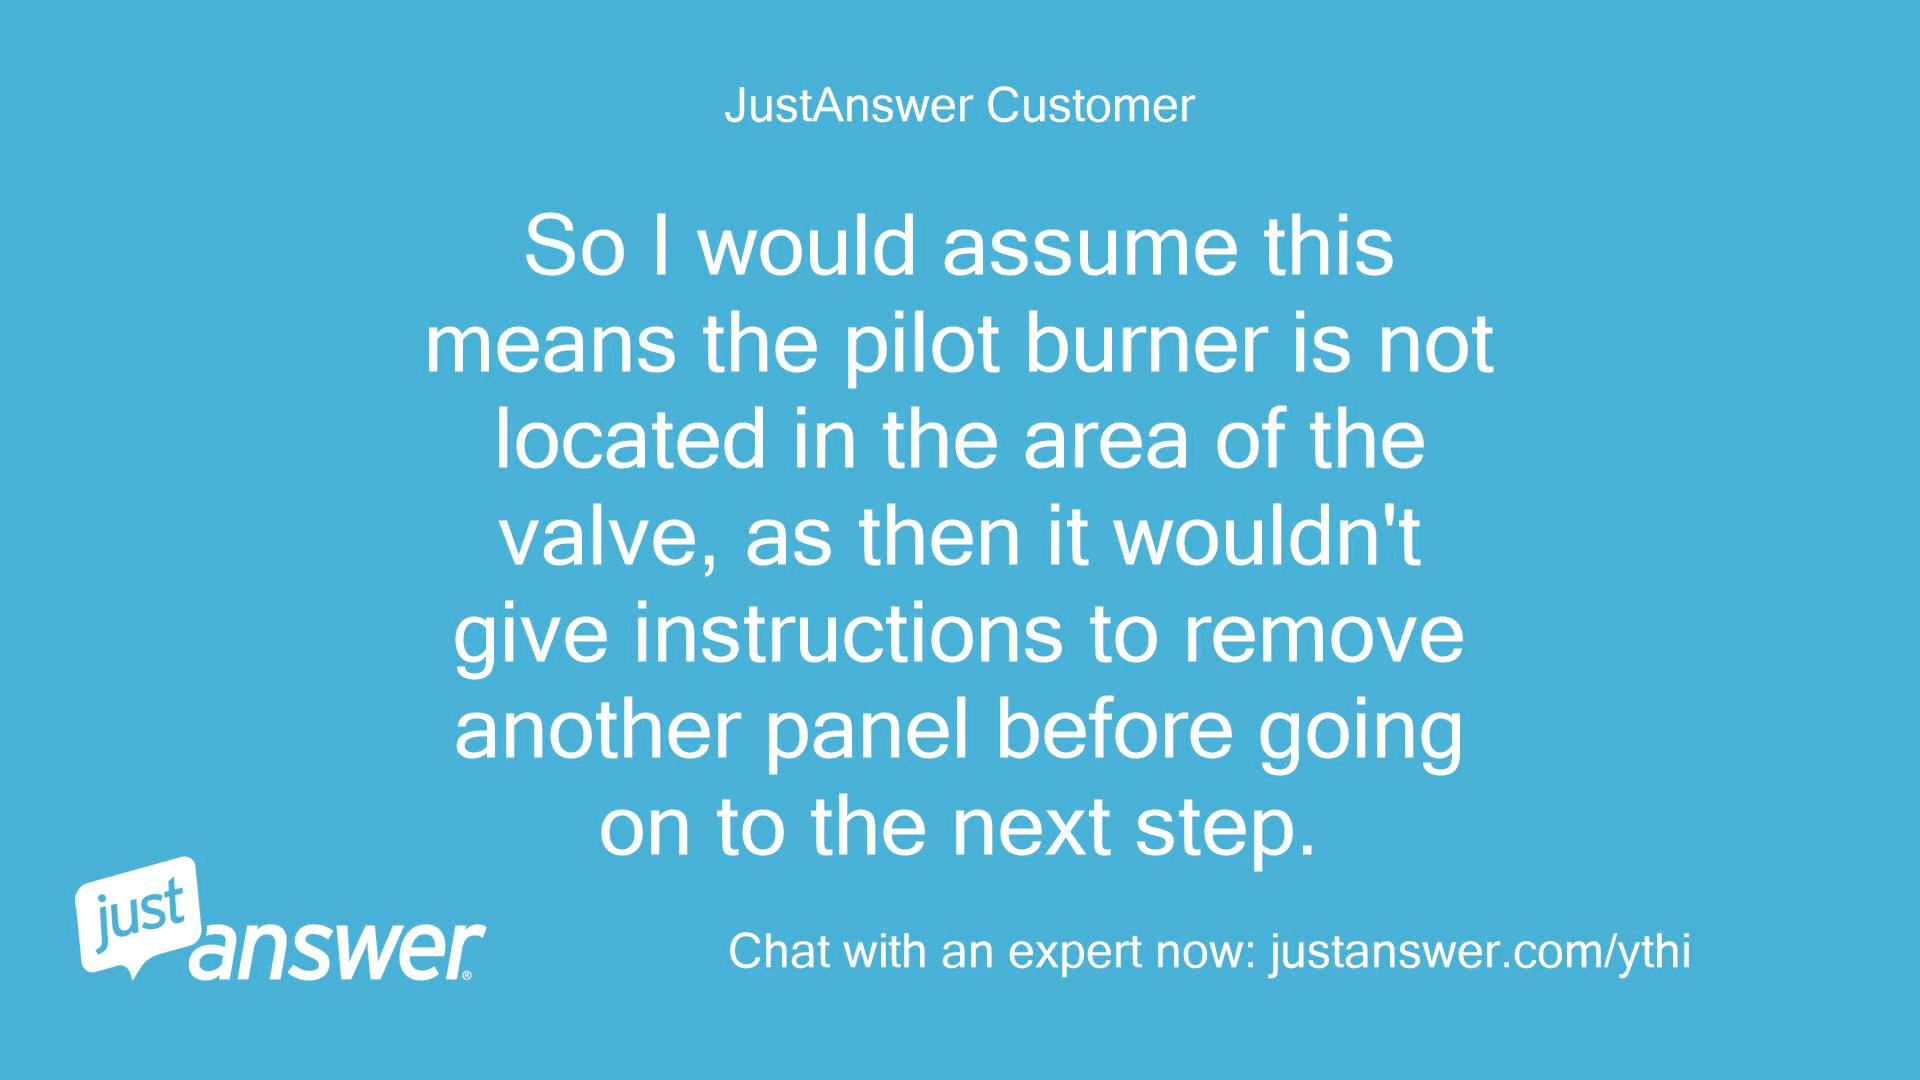 JustAnswer Customer
So I would assume this
means the pilot burner is not
located in the area of the
valve, as then it wouldn't
give instructions to remove
another panel before going
on to the next step.
just
answer®
Chat with an expert now: justanswer.com/ythi